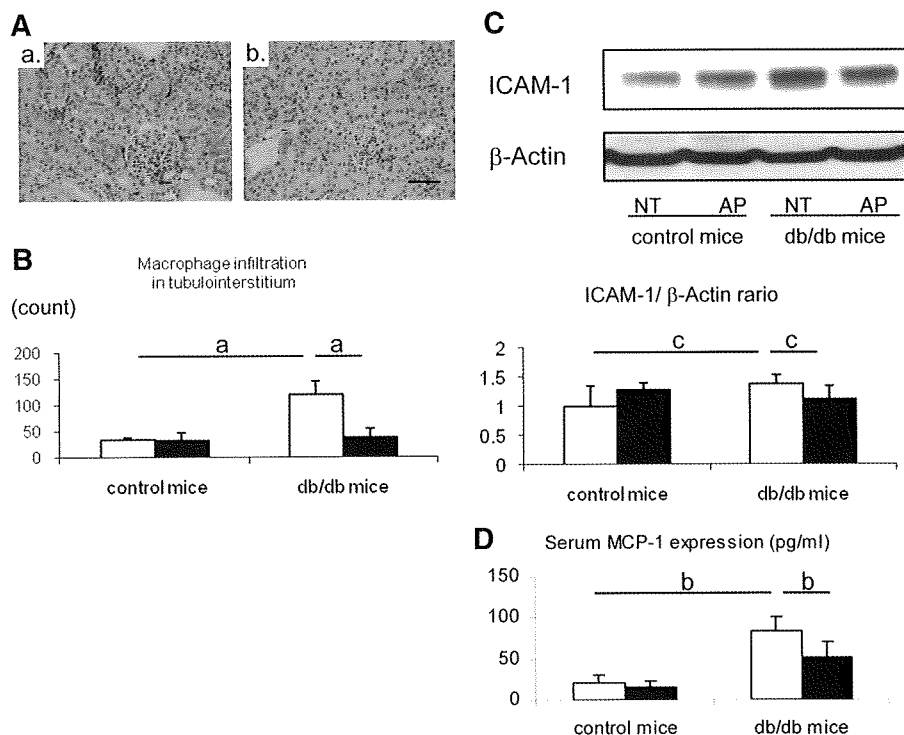 A
a.
b.
B
Macrophage infiltration
in tubulointerstitium
(count)
200
150
100
50
0
a
a
control mice
db/db mice
C
ICAM-1
β-Actin
NT
AP
NT
AP
control mice
db/db mice
ICAM-1/ β-Actin rario
2
1.5
1
0.5
0
c
c
control mice
db/db mice
D
Serum MCP-1 expression (pg/ml)
100
50
0
b
b
control mice
db/db mice